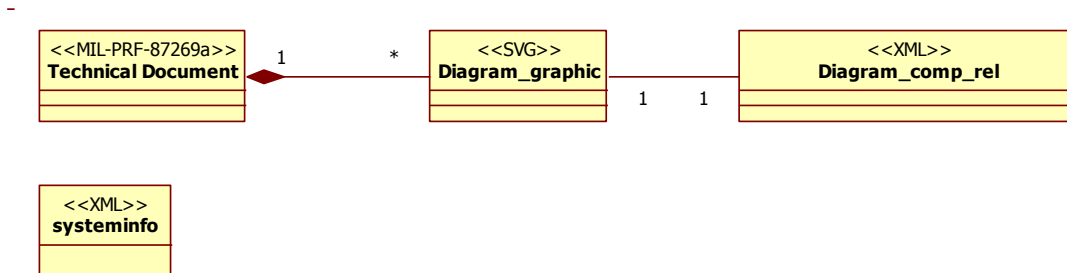 <<MIL-PRF-87269a>>
Technical Document
1
*
<<SVG>>
Diagram_graphic
1
1
<<XML>>
Diagram_comp_rel
<<XML>>
systeminfo